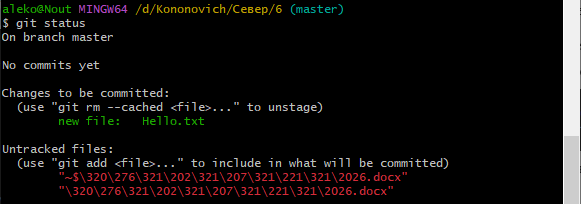 aleko@Nout MINGW64 /d/Kononovich/Север/6 (master)
$ git status
On branch master
No commits yet
Changes to be committed:
(use "git rm --cached <file>..." to unstage)
new file: Hello.txt
Untracked files:
(use "git add <file>..." to include in what will be committed)
"~$\320\276\321\202\321\207\321\221\321\2026.docx"
"\320\276\321\202\321\207\321\221\321\2026.docx"